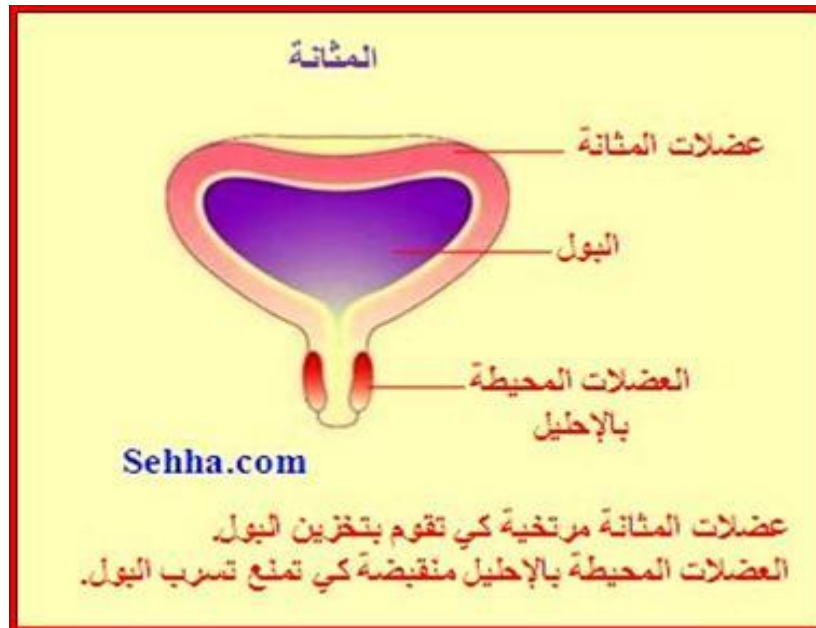 المثانة
عضلات المثانة
البول
العضلات المحيطة
بالإحليل
Sehha.com
عضلات المثانة مرتخية كي تقوم بتخزين البول.
العضلات المحيطة بالإحليل منقبضة كي تمنع تسرب البول.